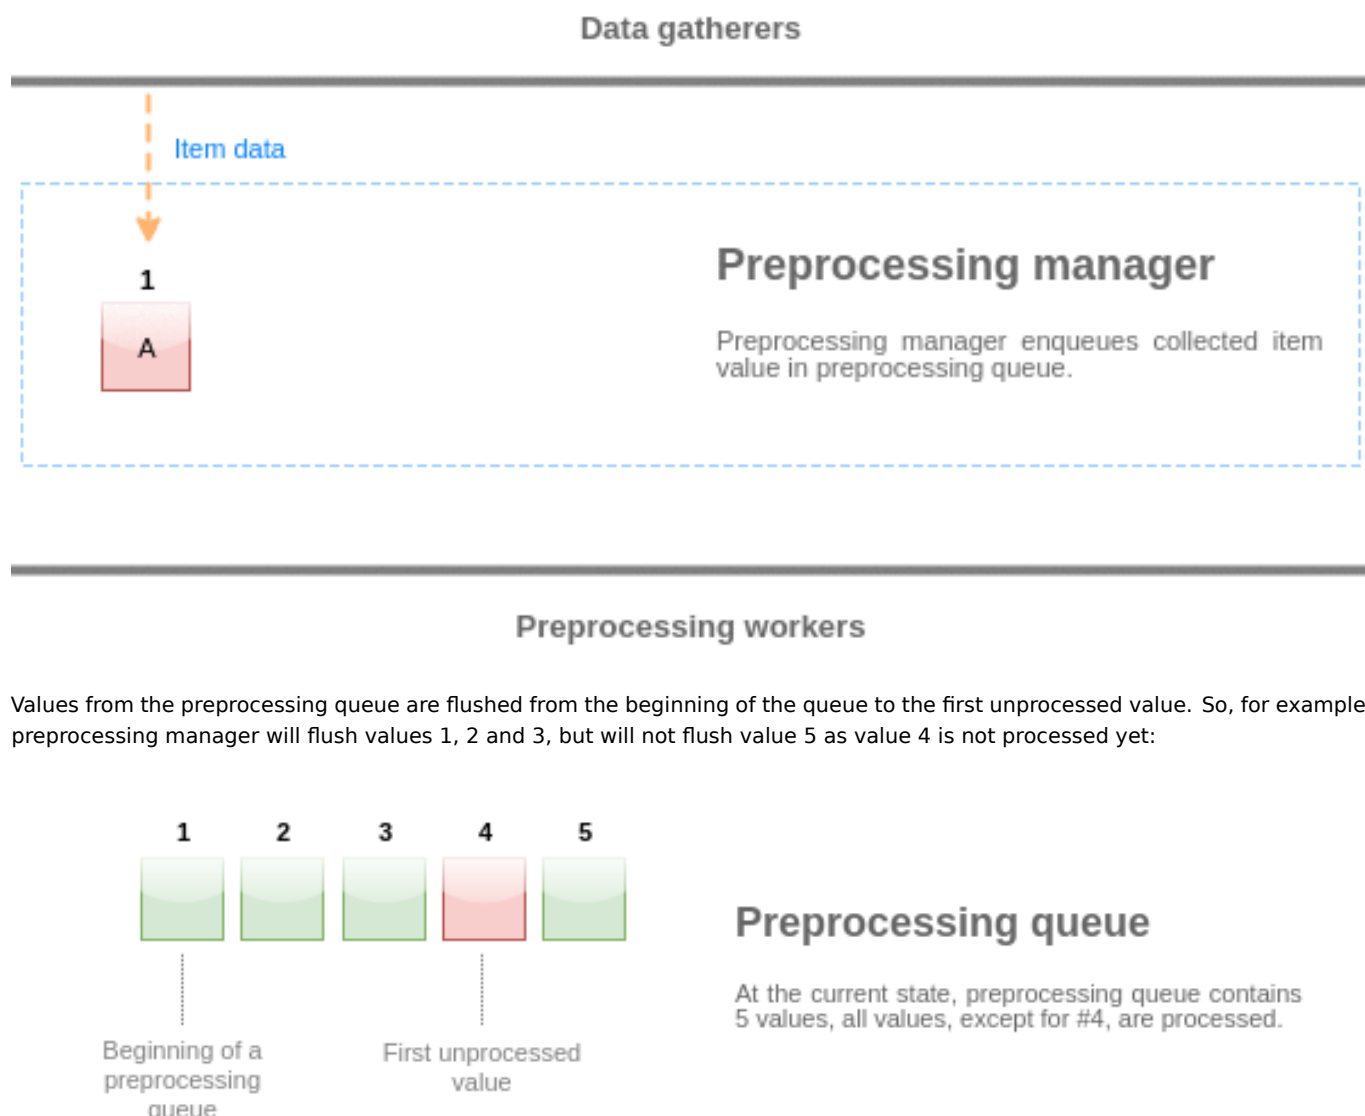 Data gatherers
Item data
1
A
Preprocessing manager
Preprocessing manager enqueues collected item
value in preprocessing queue.
Preprocessing workers
Values from the preprocessing queue are flushed from the beginning of the queue to the first unprocessed value. So, for example
preprocessing manager will flush values 1, 2 and 3, but will not flush value 5 as value 4 is not processed yet:
1 2 3 4 5
Preprocessing queue
At the current state, preprocessing queue contains
5 values, all values, except for #4, are processed.
Beginning of a
preprocessing
queue
First unprocessed
value